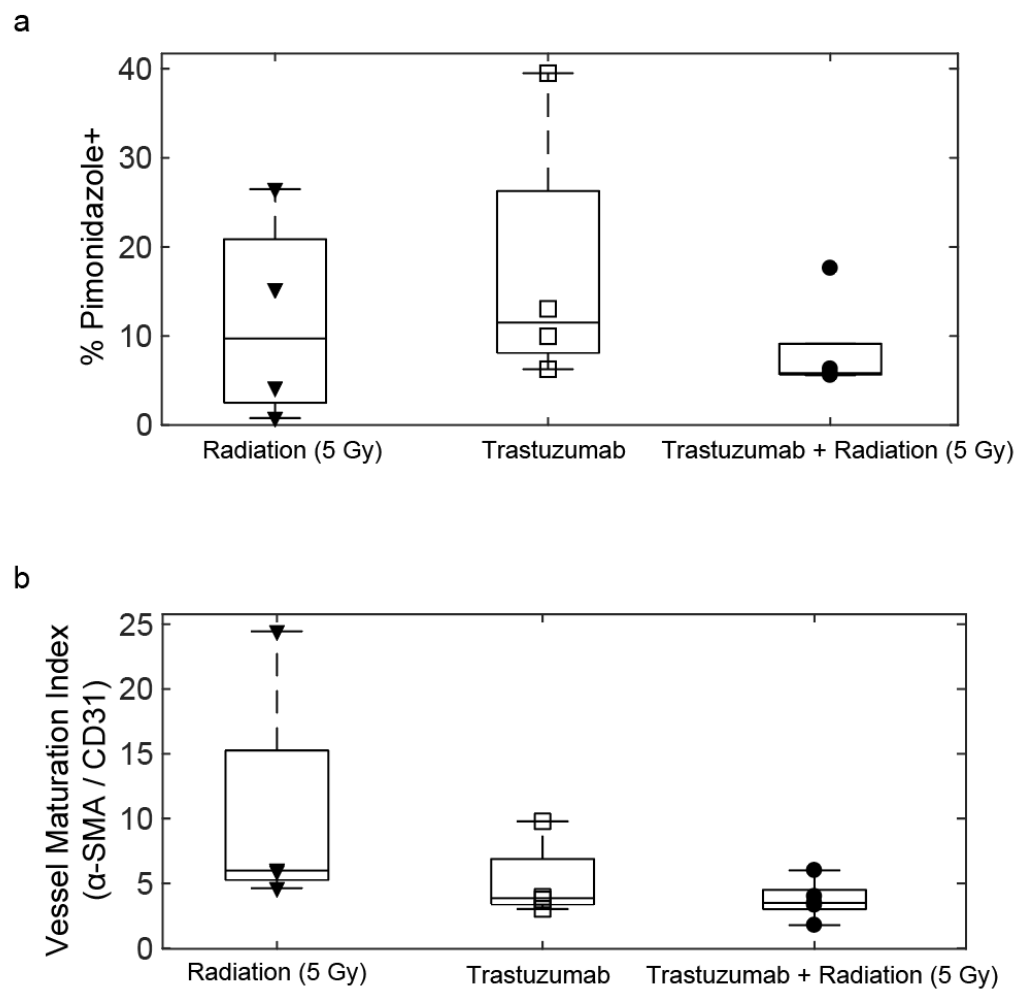 a
% Pimonidazole+
40
30
20
10
0
Radiation (5 Gy)
Trastuzumab
Trastuzumab + Radiation (5 Gy)
b
Vessel Maturation Index
(α-SMA / CD31)
25
20
15
10
5
0
Radiation (5 Gy)
Trastuzumab
Trastuzumab + Radiation (5 Gy)